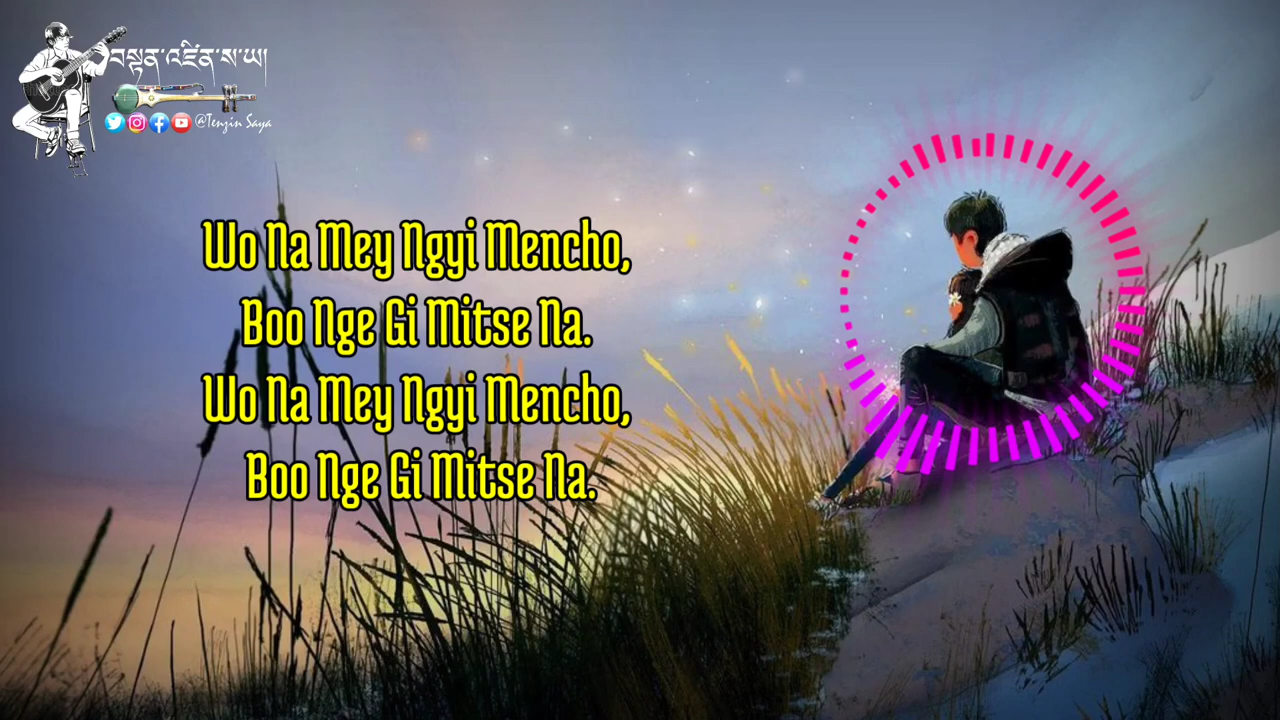 བསྟན་འཛིན་ས་ཡ།
@Tenzin Saya
Wo Na Mey Ngyi Mencho,
Boo Nge Gi Mitse Na.
Wo Na Mey Ngyi Mencho,
Boo Nge Gi Mitse Na.